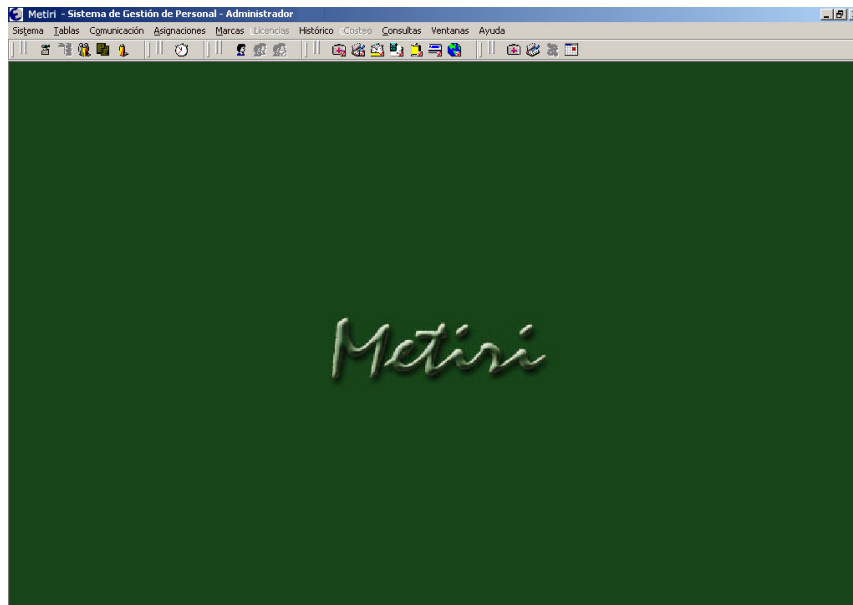 Metiri - Sistema de Gestión de Personal - Administrador
Sistema Tablas Comunicación Asignaciones Marcas Licencias Histórico Costeo Consultas Ventanas Ayuda
Metiri